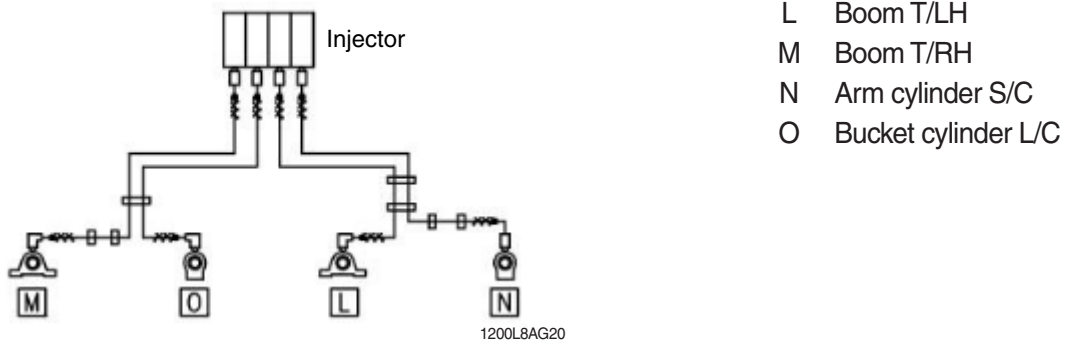 Injector
M O L N
1200L8AG20
L Boom T/LH
M Boom T/RH
N Arm cylinder S/C
O Bucket cylinder L/C